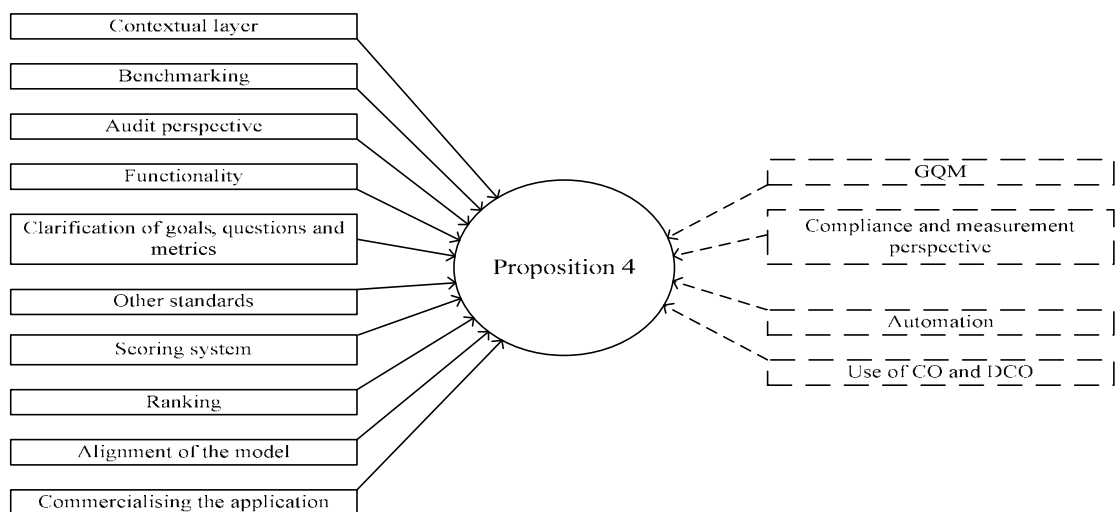 Contextual layer
Benchmarking
Audit perspective
Functionality
Clarification of goals, questions and
metrics
Other standards
Scoring system
Ranking
Alignment of the model
Commercialising the application
Proposition 4
GQM
Compliance and measurement
perspective
Automation
Use of CO and DCO